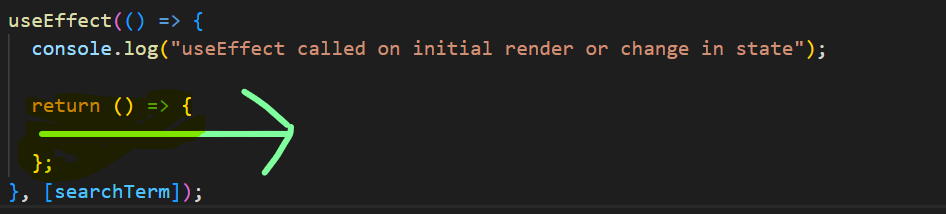 useEffect(() => {
console.log("useEffect called on initial render or change in state");
return () => {
};
}, [searchTerm]);